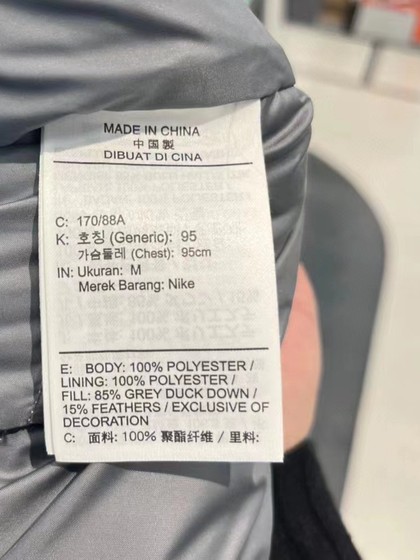 MADE IN CHINA
中国製
DIBUAT DI CINA
C: 170/88A
K: 호칭 (Generic): 95
가슴둘레 (Chest): 95cm
IN: Ukuran: M
Merek Barang: Nike
E: BODY: 100% POLYESTER /
LINING: 100% POLYESTER /
FILL: 85% GREY DUCK DOWN /
15% FEATHERS / EXCLUSIVE OF
DECORATION
C: 面料: 100% 聚酯纤维 / 里料: